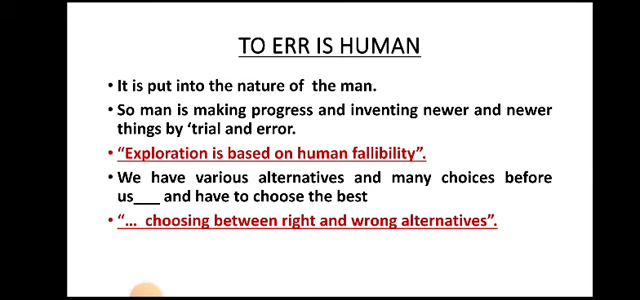 TO ERR IS HUMAN
• It is put into the nature of the man.
• So man is making progress and inventing newer and newer
things by ‘trial and error.
• “Exploration is based on human fallibility”.
• We have various alternatives and many choices before
us___ and have to choose the best
• “... choosing between right and wrong alternatives”.